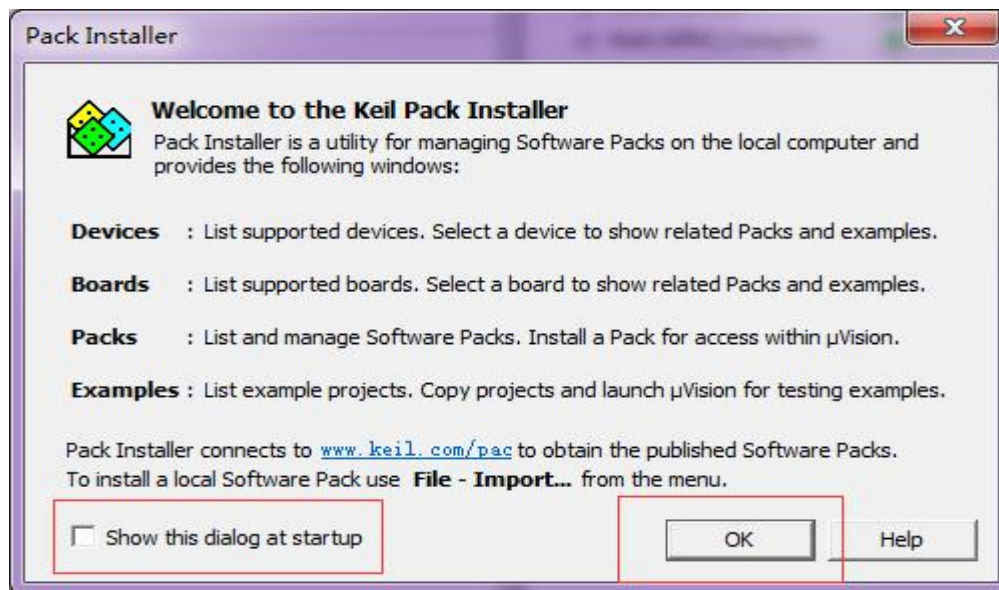 Pack Installer
Welcome to the Keil Pack Installer
Pack Installer is a utility for managing Software Packs on the local computer and
provides the following windows:
Devices : List supported devices. Select a device to show related Packs and examples.
Boards : List supported boards. Select a board to show related Packs and examples.
Packs : List and manage Software Packs. Install a Pack for access within µVision.
Examples : List example projects. Copy projects and launch µVision for testing examples.
Pack Installer connects to www.keil.com/pac to obtain the published Software Packs.
To install a local Software Pack use File - Import... from the menu.
Show this dialog at startup OK Help